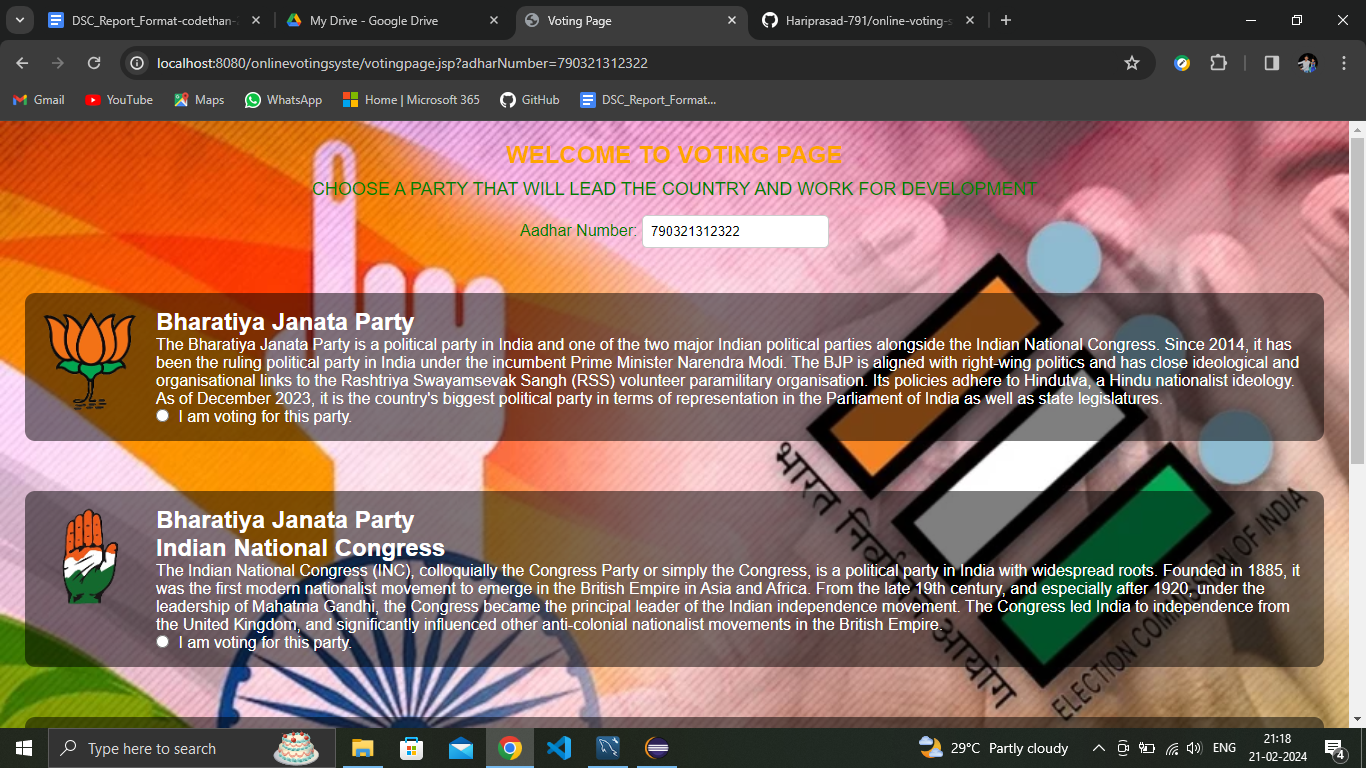 DSC_Report_Format-codethan-
My Drive - Google Drive
Voting Page
Hariprasad-791/online-voting-s
localhost:8080/onlinevotingsyste/votingpage.jsp?adharNumber=790321312322
Gmail
YouTube
Maps
WhatsApp
Home | Microsoft 365
GitHub
DSC_Report_Format...
WELCOME TO VOTING PAGE
CHOOSE A PARTY THAT WILL LEAD THE COUNTRY AND WORK FOR DEVELOPMENT
Aadhar Number: 790321312322
Bharatiya Janata Party
The Bharatiya Janata Party is a political party in India and one of the two major Indian political parties alongside the Indian National Congress. Since 2014, it has
been the ruling political party in India under the incumbent Prime Minister Narendra Modi. The BJP is aligned with right-wing politics and has close ideological and
organisational links to the Rashtriya Swayamsevak Sangh (RSS) volunteer paramilitary organisation. Its policies adhere to Hindutva, a Hindu nationalist ideology.
As of December 2023, it is the country's biggest political party in terms of representation in the Parliament of India as well as state legislatures.
I am voting for this party.
Bharatiya Janata Party
Indian National Congress
The Indian National Congress (INC), colloquially the Congress Party or simply the Congress, is a political party in India with widespread roots. Founded in 1885, it
was the first modern nationalist movement to emerge in the British Empire in Asia and Africa. From the late 19th century, and especially after 1920, under the
leadership of Mahatma Gandhi, the Congress became the principal leader of the Indian independence movement. The Congress led India to independence from
the United Kingdom, and significantly influenced other anti-colonial nationalist movements in the British Empire.
I am voting for this party.
भारत निर्वाचन आयोग
ELECTION COMMISSION OF INDIA
Type here to search
29°C Partly cloudy
ENG
21:18
21-02-2024
4